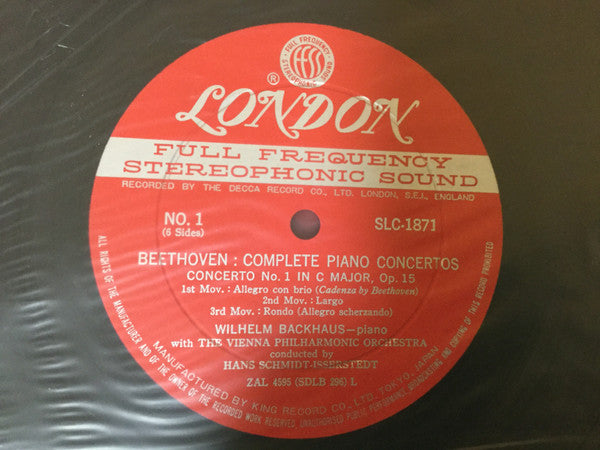 FULL FREQUENCY
ffss
STEREOPHONIC SOUND
®
LONDON
FULL FREQUENCY
STEREOPHONIC SOUND
RECORDED BY THE DECCA RECORD CO., LTD. LONDON, S.E.I., ENGLAND
NO. 1
(6 Sides)
SLC-1871
BEETHOVEN : COMPLETE PIANO CONCERTOS
CONCERTO No. 1 IN C MAJOR, Op. 15
1st Mov. : Allegro con brio (Cadenza by Beethoven)
2nd Mov. : Largo
3rd Mov. : Rondo (Allegro scherzando)
WILHELM BACKHAUS—piano
with THE VIENNA PHILHARMONIC ORCHESTRA
conducted by
HANS SCHMIDT-ISSERSTEDT
ZAL 4595 (SDLB 296) L
MANUFACTURED BY KING RECORD CO., LTD. TOKYO, JAPAN
ALL RIGHTS OF THE MANUFACTURER AND OF THE OWNER OF THE RECORDED WORK RESERVED. UNAUTHORISED PUBLIC PERFORMANCE, BROADCASTING AND COPYING OF THIS RECORD PROHIBITED